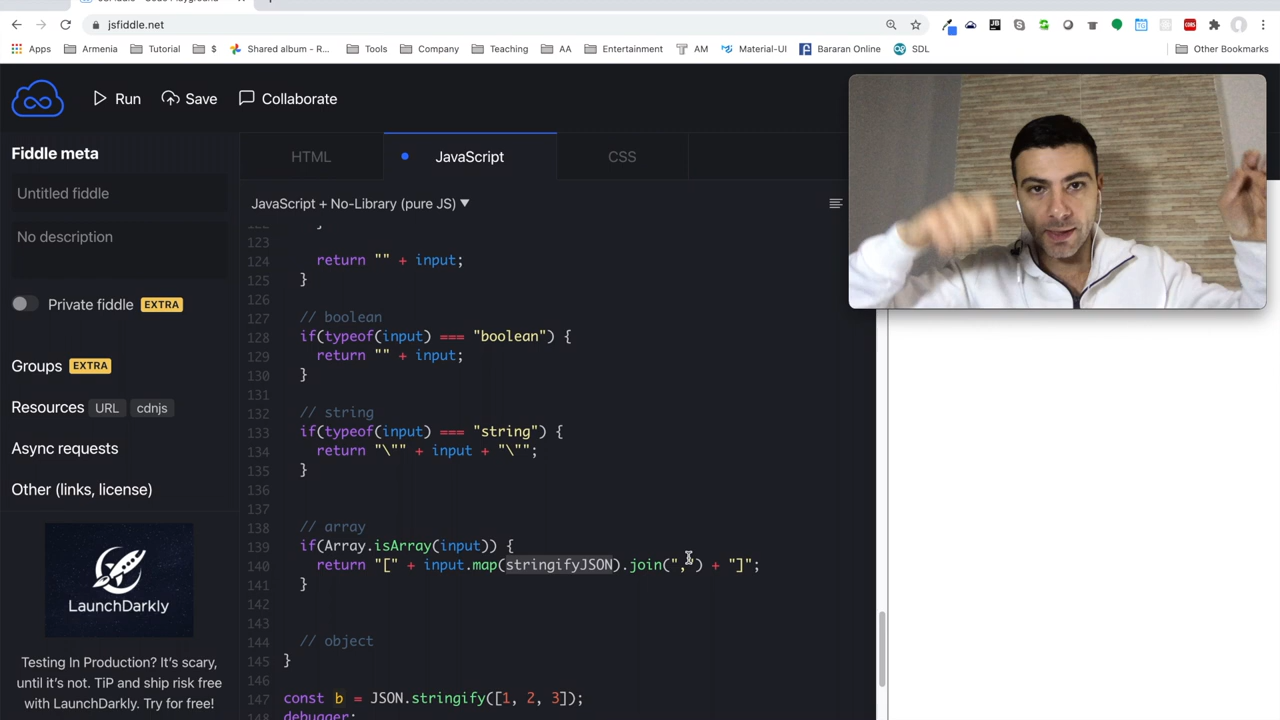 jsfiddle.net
Apps Armenia Tutorial $ Shared album - R... Tools Company Teaching AA Entertainment AM Material-UI Bararan Online SDL Other Bookmarks
Run Save Collaborate
Fiddle meta
Untitled fiddle
No description
Private fiddle EXTRA
Groups EXTRA
Resources URL cdnjs
Async requests
Other (links, license)
LaunchDarkly
Testing In Production? It's scary,
until it's not. TiP and ship risk free
with LaunchDarkly. Try for free!
HTML JavaScript CSS
JavaScript + No-Library (pure JS) ▼
123
124 return "" + input;
125 }
126
127 // boolean
128 if(typeof(input) === "boolean") {
129 return "" + input;
130 }
131
132 // string
133 if(typeof(input) === "string") {
134 return "\"" + input + "\"";
135 }
136
137
138 // array
139 if(Array.isArray(input)) {
140 return "[" + input.map(stringifyJSON).join(",") + "]";
141 }
142
143
144 // object
145 }
146
147 const b = JSON.stringify([1, 2, 3]);
148 debugger;